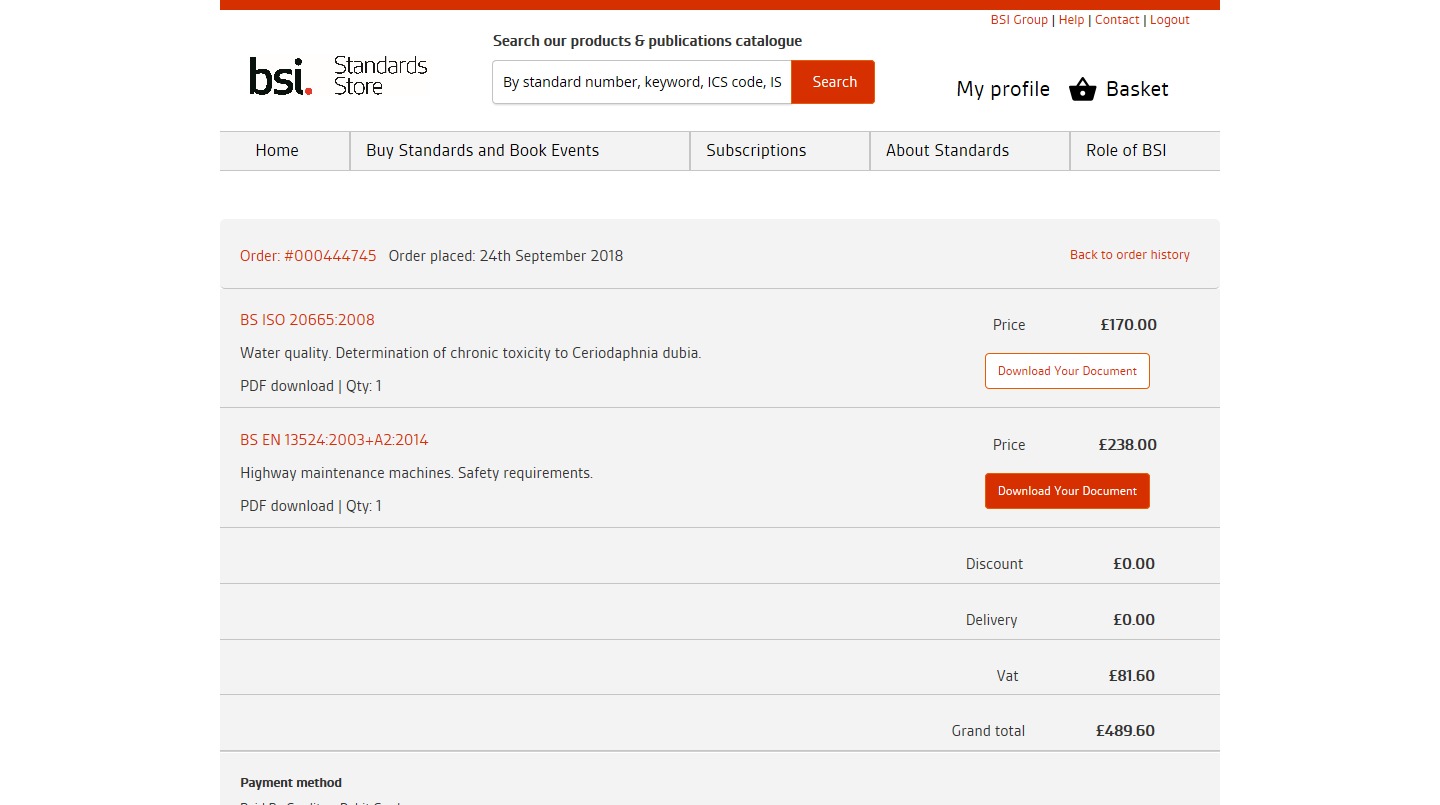 BSI Group | Help | Contact | Logout
Search our products & publications catalogue
bsi. Standards
Store
By standard number, keyword, ICS code, IS
Search
My profile
Basket
Home
Buy Standards and Book Events
Subscriptions
About Standards
Role of BSI
Order: #000444745 Order placed: 24th September 2018
Back to order history
BS ISO 20665:2008
Price £170.00
Water quality. Determination of chronic toxicity to Ceriodaphnia dubia.
Download Your Document
PDF download | Qty: 1
BS EN 13524:2003+A2:2014
Price £238.00
Highway maintenance machines. Safety requirements.
Download Your Document
PDF download | Qty: 1
Discount £0.00
Delivery £0.00
Vat £81.60
Grand total £489.60
Payment method